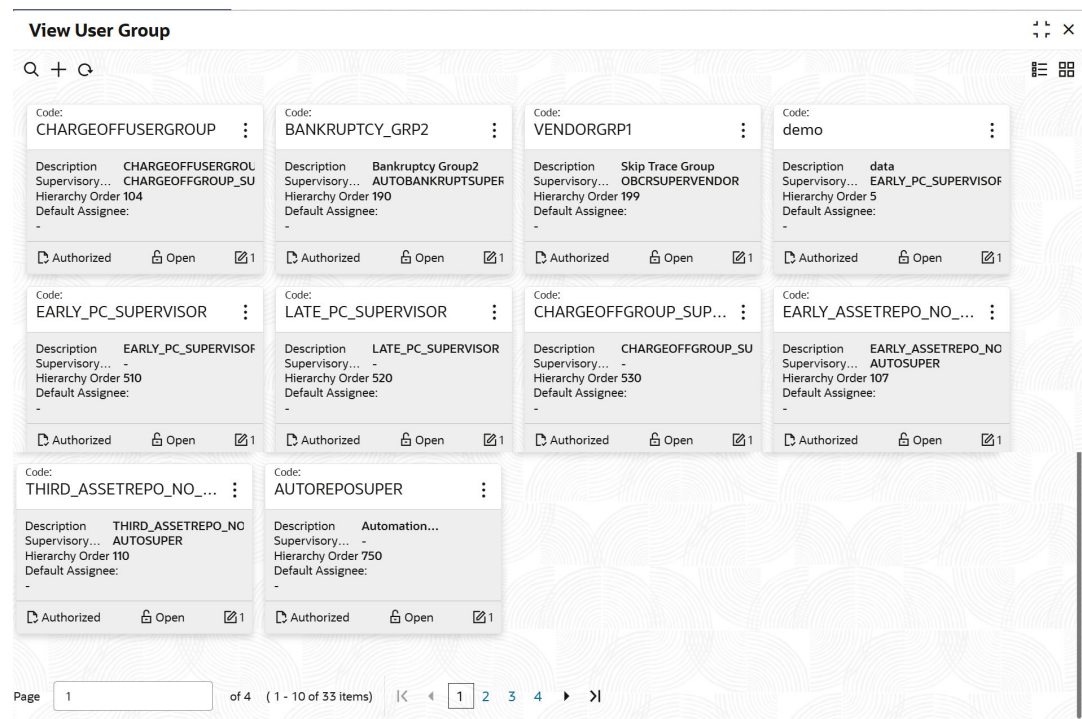 View User Group
Code:
CHARGEOFFUSERGROUP
Description CHARGEOFFUSERGROU
Supervisory... CHARGEOFFGROUP_SU
Hierarchy Order 104
Default Assignee:
-
Authorized Open 1
Code:
BANKRUPTCY_GRP2
Description Bankruptcy Group2
Supervisory... AUTOBANKRUPTSUPER
Hierarchy Order 190
Default Assignee:
-
Authorized Open 1
Code:
VENDORGRP1
Description Skip Trace Group
Supervisory... OBCRSUPERVENDOR
Hierarchy Order 199
Default Assignee:
-
Authorized Open 1
Code:
demo
Description data
Supervisory... EARLY_PC_SUPERVISOR
Hierarchy Order 5
Default Assignee:
-
Authorized Open 1
Code:
EARLY_PC_SUPERVISOR
Description EARLY_PC_SUPERVISOR
Supervisory... -
Hierarchy Order 510
Default Assignee:
-
Authorized Open 1
Code:
LATE_PC_SUPERVISOR
Description LATE_PC_SUPERVISOR
Supervisory... -
Hierarchy Order 520
Default Assignee:
-
Authorized Open 1
Code:
CHARGEOFFGROUP_SUP...
Description CHARGEOFFGROUP_SU
Supervisory... -
Hierarchy Order 530
Default Assignee:
-
Authorized Open 1
Code:
EARLY_ASSETREPO_NO_...
Description EARLY_ASSETREPO_NO
Supervisory... AUTOSUPER
Hierarchy Order 107
Default Assignee:
-
Authorized Open 1
Code:
THIRD_ASSETREPO_NO_...
Description THIRD_ASSETREPO_NO
Supervisory... AUTOSUPER
Hierarchy Order 110
Default Assignee:
-
Authorized Open 1
Code:
AUTOREPOSUPER
Description Automation...
Supervisory... -
Hierarchy Order 750
Default Assignee:
-
Authorized Open 1
Page 1 of 4 (1 - 10 of 33 items) 1 2 3 4